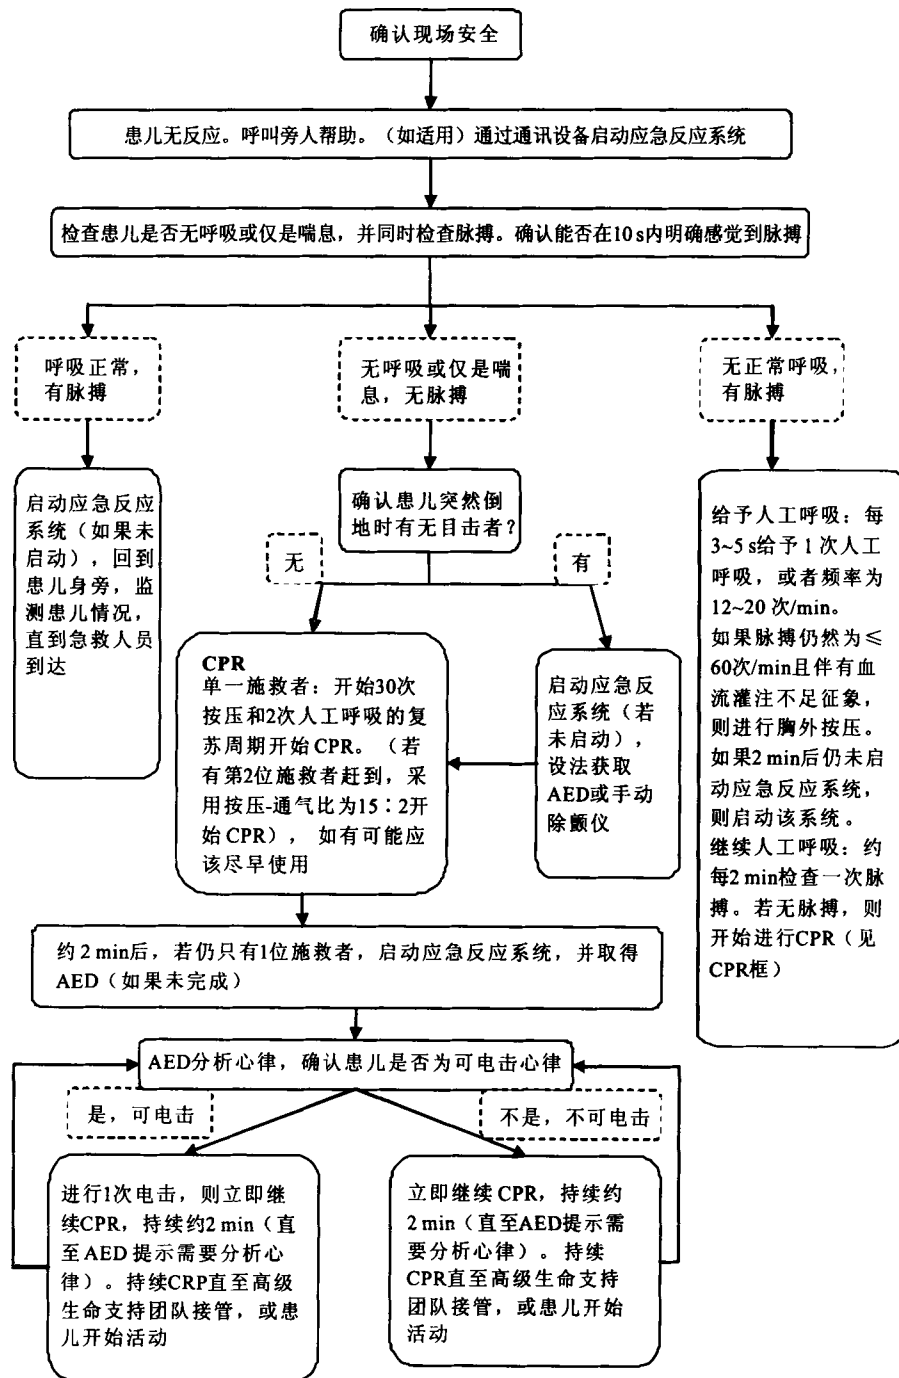 确认现场安全
患儿无反应。呼叫旁人帮助。（如适用）通过通讯设备启动应急反应系统
检查患儿是否无呼吸或仅是喘息，并同时检查脉搏。确认能否在10 s内明确感觉到脉搏
呼吸正常，
有脉搏
无呼吸或仅是喘
息，无脉搏
无正常呼吸，
有脉搏
启动应急反应
系统（如果未
启动），回到
患儿身旁，监
测患儿情况，
直到急救人员
到达
确认患儿突然倒
地时有无目击者？
无
有
CPR
单一施救者：开始30次
按压和2次人工呼吸的复
苏周期开始CPR。（若
有第2位施救者赶到，采
用按压-通气比为15∶2开
始CPR），如有可能应
该尽早使用
启动应急反
应系统（若
未启动），
设法获取
AED或手动
除颤仪
给予人工呼吸：每
3~5 s给予1次人工
呼吸，或者频率为
12~20 次/min。
如果脉搏仍然为≤
60次/min且伴有血
流灌注不足征象，
则进行胸外按压。
如果2 min后仍未启
动应急反应系统，
则启动该系统。
继续人工呼吸：约
每2 min检查一次脉
搏。若无脉搏，则
开始进行CPR（见
CPR框）
约2 min后，若仍只有1位施救者，启动应急反应系统，并取得
AED（如果未完成）
AED分析心律，确认患儿是否为可电击心律
是，可电击
不是，不可电击
进行1次电击，则立即继
续CPR，持续约2 min（直
至AED 提示需要分析心
律）。持续CRP直至高级
生命支持团队接管，或患
儿开始活动
立即继续 CPR，持续约
2 min（直至AED提示需
要分析心律）。持续
CPR直至高级生命支持
团队接管，或患儿开始
活动